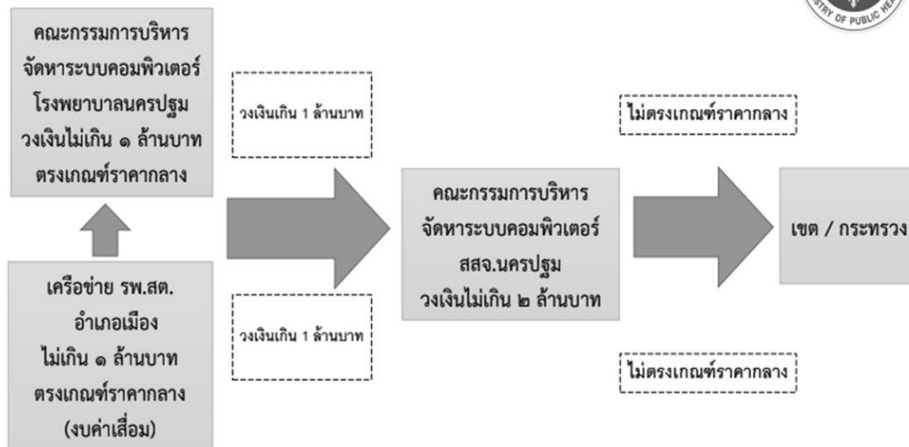 คณะกรรมการบริหาร
จัดหาระบบคอมพิวเตอร์
โรงพยาบาลนครปฐม
วงเงินไม่เกิน ๑ ล้านบาท
ตรงเกณฑ์ราคากลาง
เครือข่าย รพ.สต.
อำเภอเมือง
ไม่เกิน ๑ ล้านบาท
ตรงเกณฑ์ราคากลาง
(งบค่าเสื่อม)
วงเงินเกิน 1 ล้านบาท
วงเงินเกิน 1 ล้านบาท
คณะกรรมการบริหาร
จัดหาระบบคอมพิวเตอร์
สสจ.นครปฐม
วงเงินไม่เกิน ๒ ล้านบาท
ไม่ตรงเกณฑ์ราคากลาง
ไม่ตรงเกณฑ์ราคากลาง
เขต / กระทรวง
OF PUBLIC